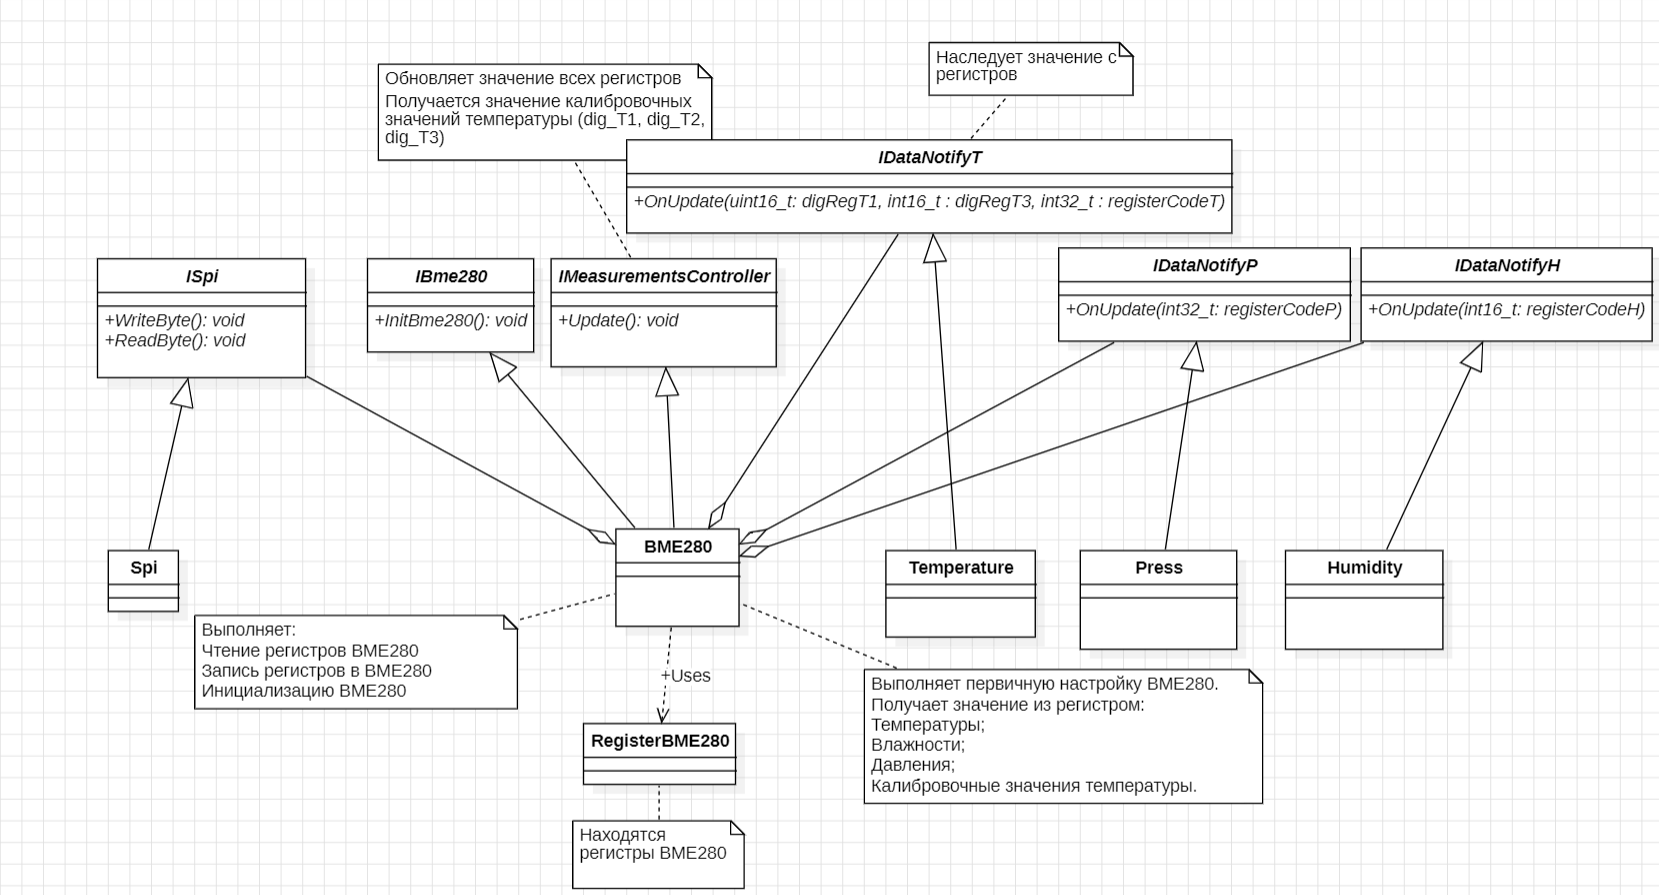 Наследует значение с
регистров
Обновляет значение всех регистров
Получается значение калибровочных
значений температуры (dig_T1, dig_T2,
dig_T3)
IDataNotifyT
+OnUpdate(uint16_t: digRegT1, int16_t : digRegT3, int32_t : registerCodeT)
ISpi
+WriteByte(): void
+ReadByte(): void
IBme280
+InitBme280(): void
IMeasurementsController
+Update(): void
IDataNotifyP
+OnUpdate(int32_t: registerCodeP)
IDataNotifyH
+OnUpdate(int16_t: registerCodeH)
Spi
BME280
Temperature
Press
Humidity
Выполняет:
Чтение регистров BME280
Запись регистров в BME280
Инициализацию BME280
+Uses
Выполняет первичную настройку BME280.
Получает значение из регистром:
Температуры;
Влажности;
Давления;
Калибровочные значения температуры.
RegisterBME280
Находятся
регистры BME280